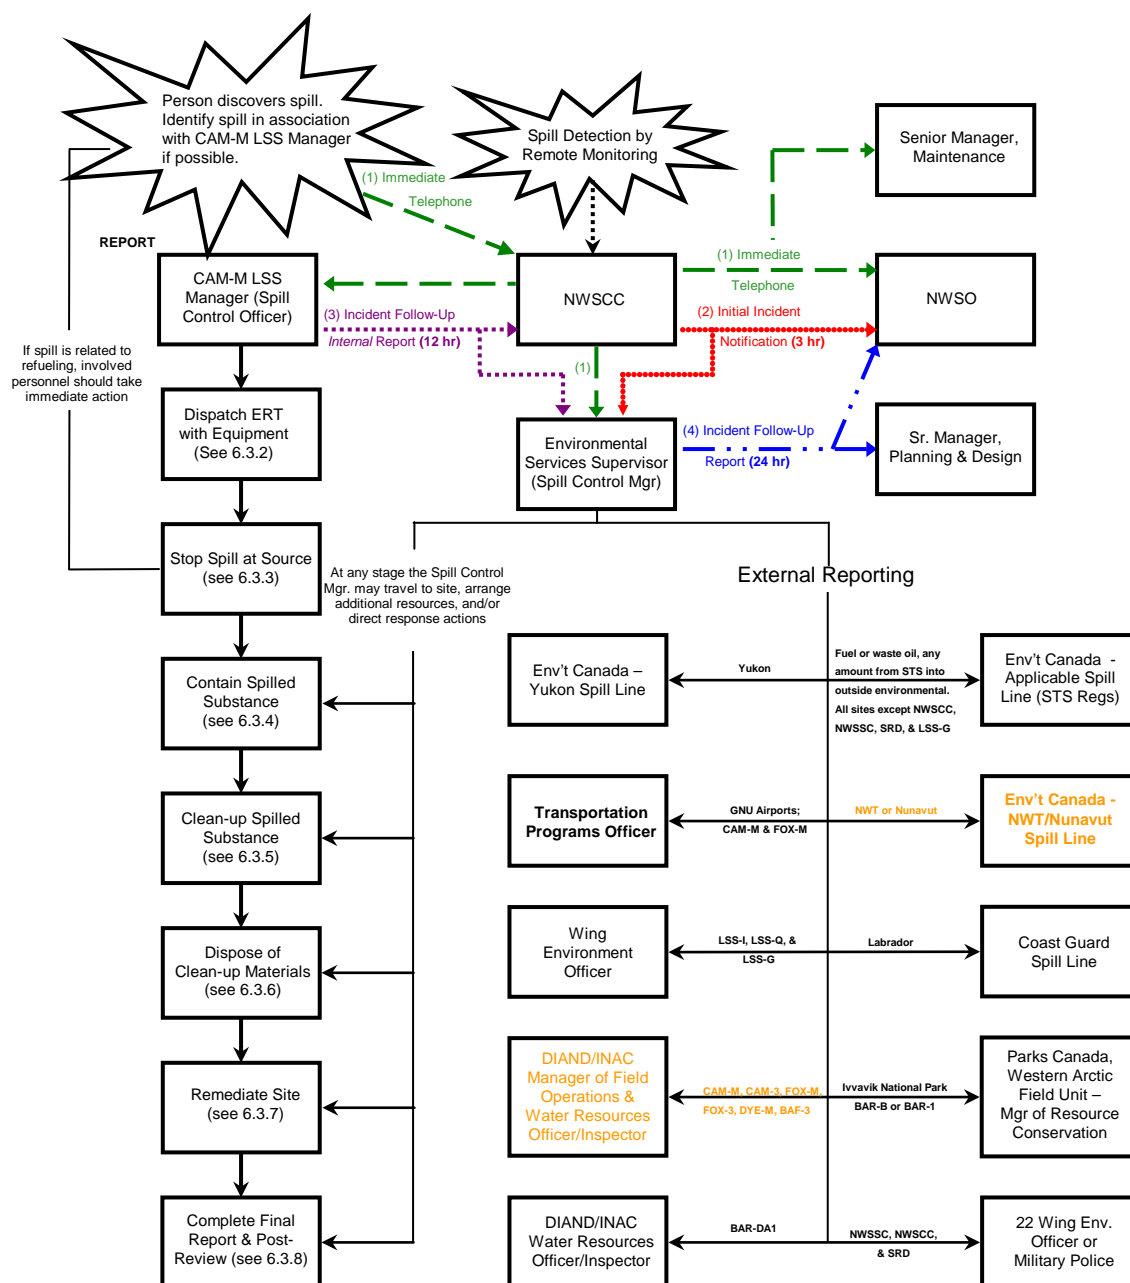 Person discovers spill.
Identify spill in association
with CAM-M LSS Manager
if possible.
Spill Detection by
Remote Monitoring
Senior Manager,
Maintenance
(1) Immediate
Telephone
REPORT
CAM-M LSS
Manager (Spill
Control Officer)
NWSCC
(1) Immediate
Telephone
NWSO
(3) Incident Follow-Up
Internal Report (12 hr)
(2) Initial Incident
Notification (3 hr)
(1)
If spill is related to
refueling, involved
personnel should take
immediate action
Dispatch ERT
with Equipment
(See 6.3.2)
Environmental
Services Supervisor
(Spill Control Mgr)
(4) Incident Follow-Up
Report (24 hr)
Sr. Manager,
Planning & Design
Stop Spill at Source
(see 6.3.3)
At any stage the Spill Control
Mgr. may travel to site, arrange
additional resources, and/or
direct response actions
External Reporting
Contain Spilled
Substance
(see 6.3.4)
Env't Canada –
Yukon Spill Line
Yukon
Fuel or waste oil, any
amount from STS into
outside environmental.
All sites except NWSCC,
NWSSC, SRD, & LSS-G
Env't Canada -
Applicable Spill
Line (STS Regs)
Clean-up Spilled
Substance
(see 6.3.5)
Transportation
Programs Officer
GNU Airports;
CAM-M & FOX-M
NWT or Nunavut
Env't Canada -
NWT/Nunavut
Spill Line
Dispose of
Clean-up Materials
(see 6.3.6)
Wing
Environment
Officer
LSS-I, LSS-Q, &
LSS-G
Labrador
Coast Guard
Spill Line
Remediate Site
(see 6.3.7)
DIAND/INAC
Manager of Field
Operations &
Water Resources
Officer/Inspector
CAM-M, CAM-3, FOX-M,
FOX-3, DYE-M, BAF-3
Ivvavik National Park
BAR-B or BAR-1
Parks Canada,
Western Arctic
Field Unit –
Mgr of Resource
Conservation
Complete Final
Report & Post-
Review (see 6.3.8)
DIAND/INAC
Water Resources
Officer/Inspector
BAR-DA1
NWSSC, NWSCC,
& SRD
22 Wing Env.
Officer or
Military Police